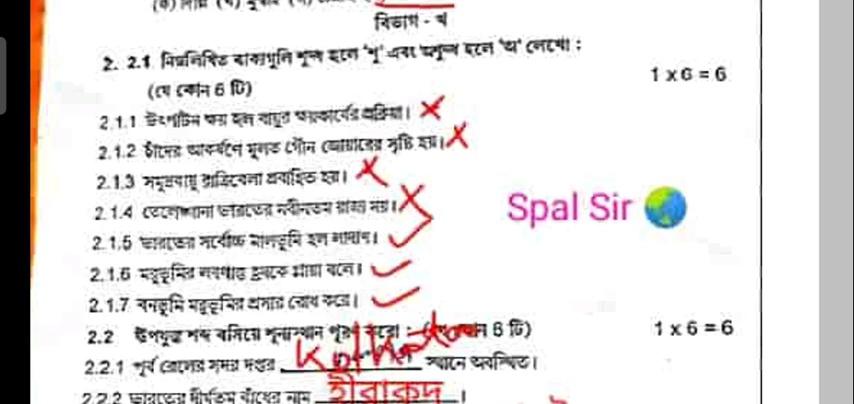 বিভাগ - খ
2. 2.1 নিম্নলিখিত বাক্যগুলি শুদ্ধ হলে 'শু' এবং অশুদ্ধ হলে 'অ' লেখো :
(যে কোন 6 টি) 1 x 6 = 6
2.1.1 উৎপাটন ক্ষয় হল বায়ুর ক্ষয়কার্যের প্রক্রিয়া।
2.1.2 চাঁদের আকর্ষণে মূলত গৌন জোয়ারের সৃষ্টি হয়।
2.1.3 সমুদ্রবায়ু রাত্রিবেলা প্রবাহিত হয়।
2.1.4 তেলেঙ্গানা ভারতের নবীনতম রাজ্য নয়।
Spal Sir
2.1.5 ভারতের সর্বোচ্চ মালভূমি হল লাদাখ।
2.1.6 মরুভূমির লবণাক্ত হ্রদকে প্লায়া বলে।
2.1.7 বনভূমি মরুভূমির প্রসার রোধ করে।
2.2 উপযুক্ত শব্দ বসিয়ে শূন্যস্থান পূরণ করো : 6 টি) 1 x 6 = 6
2.2.1 পূর্ব রেলের সদর দপ্তর Kolkata স্থানে অবস্থিত।
2.2.2 ভারতের দীর্ঘতম বাঁধের নাম হীরাকুদ ।